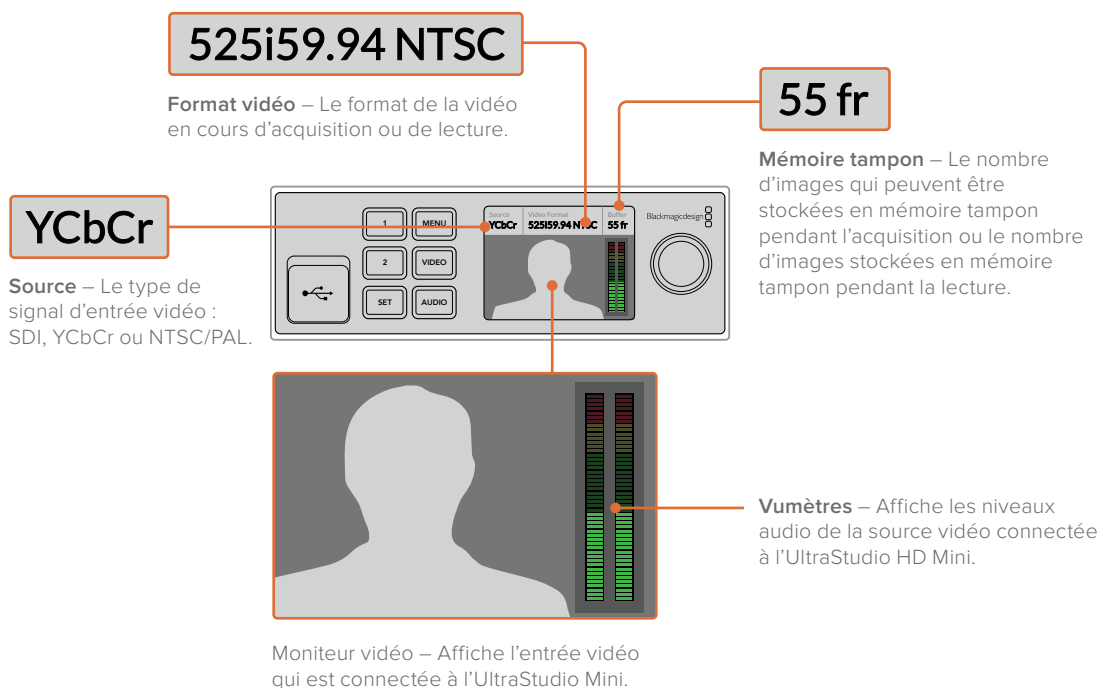 525i59.94 NTSC
Format vidéo – Le format de la vidéo
en cours d'acquisition ou de lecture.
55 fr
Mémoire tampon – Le nombre
d'images qui peuvent être
stockées en mémoire tampon
pendant l'acquisition ou le nombre
d'images stockées en mémoire
tampon pendant la lecture.
YCbCr
Source – Le type de
signal d'entrée vidéo :
SDI, YCbCr ou NTSC/PAL.
1
MENU
2
VIDEO
SET
AUDIO
Source
YCbCr
Video Format
525i59.94 NTSC
Buffer
55 fr
Blackmagicdesign
Vumètres – Affiche les niveaux
audio de la source vidéo connectée
à l'UltraStudio HD Mini.
Moniteur vidéo – Affiche l'entrée vidéo
qui est connectée à l'UltraStudio Mini.